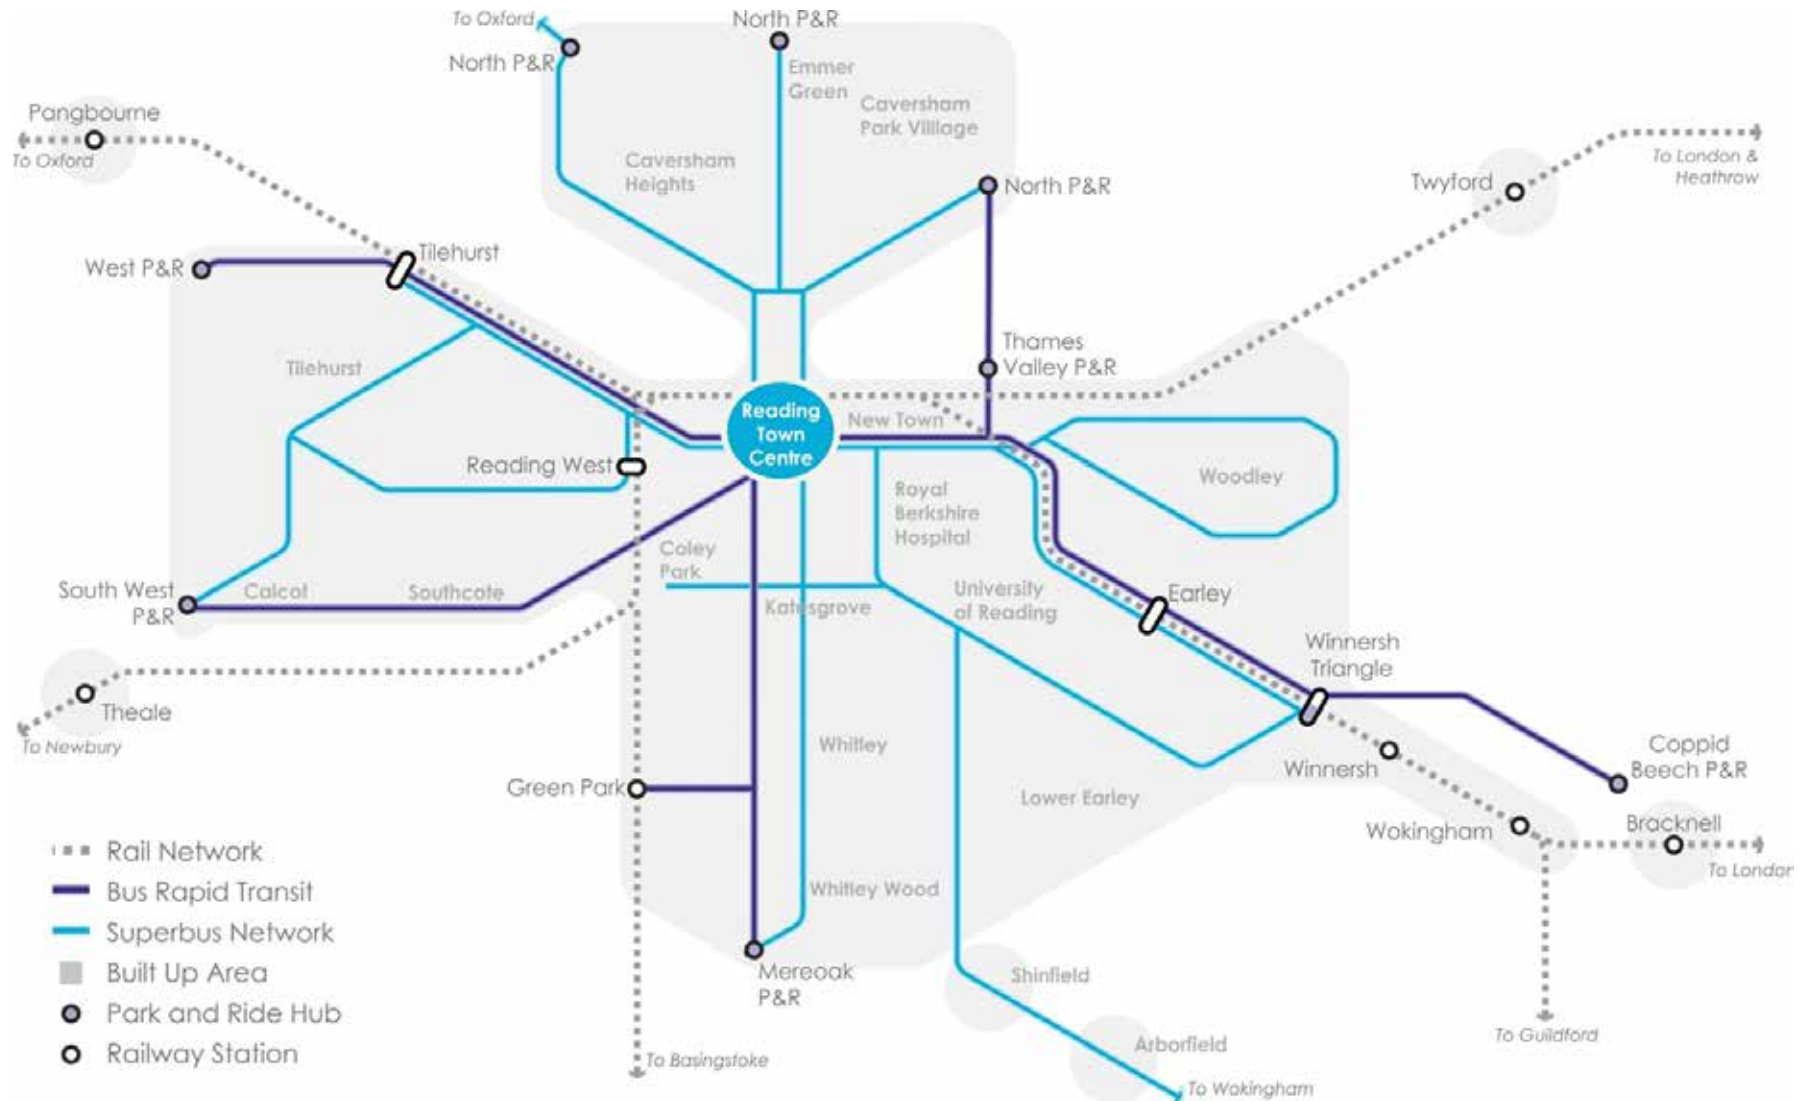 To Oxford
North P&R
North P&R
Emmer
Green
Caversham
Park Villlage
Pangbourne
To Oxford
Caversham
Heights
North P&R
Twyford
To London &
Heathrow
West P&R
Tilehurst
Tilehurst
Thames
Valley P&R
Reading
Town
Centre
New Town
Reading West
Royal
Berkshire
Hospital
Woodley
Coley
Park
South West
P&R
Calcot
Southcote
Katesgrove
University
of Reading
Earley
Winnersh
Triangle
Theale
To Newbury
Whitley
Winnersh
Coppid
Beech P&R
Green Park
Lower Earley
Wokingham
Bracknell
To London
Whitley Wood
Mereoak
P&R
Shinfield
Arborfield
To Guildford
To Basingstoke
To Wokingham
Rail Network
Bus Rapid Transit
Superbus Network
Built Up Area
Park and Ride Hub
Railway Station